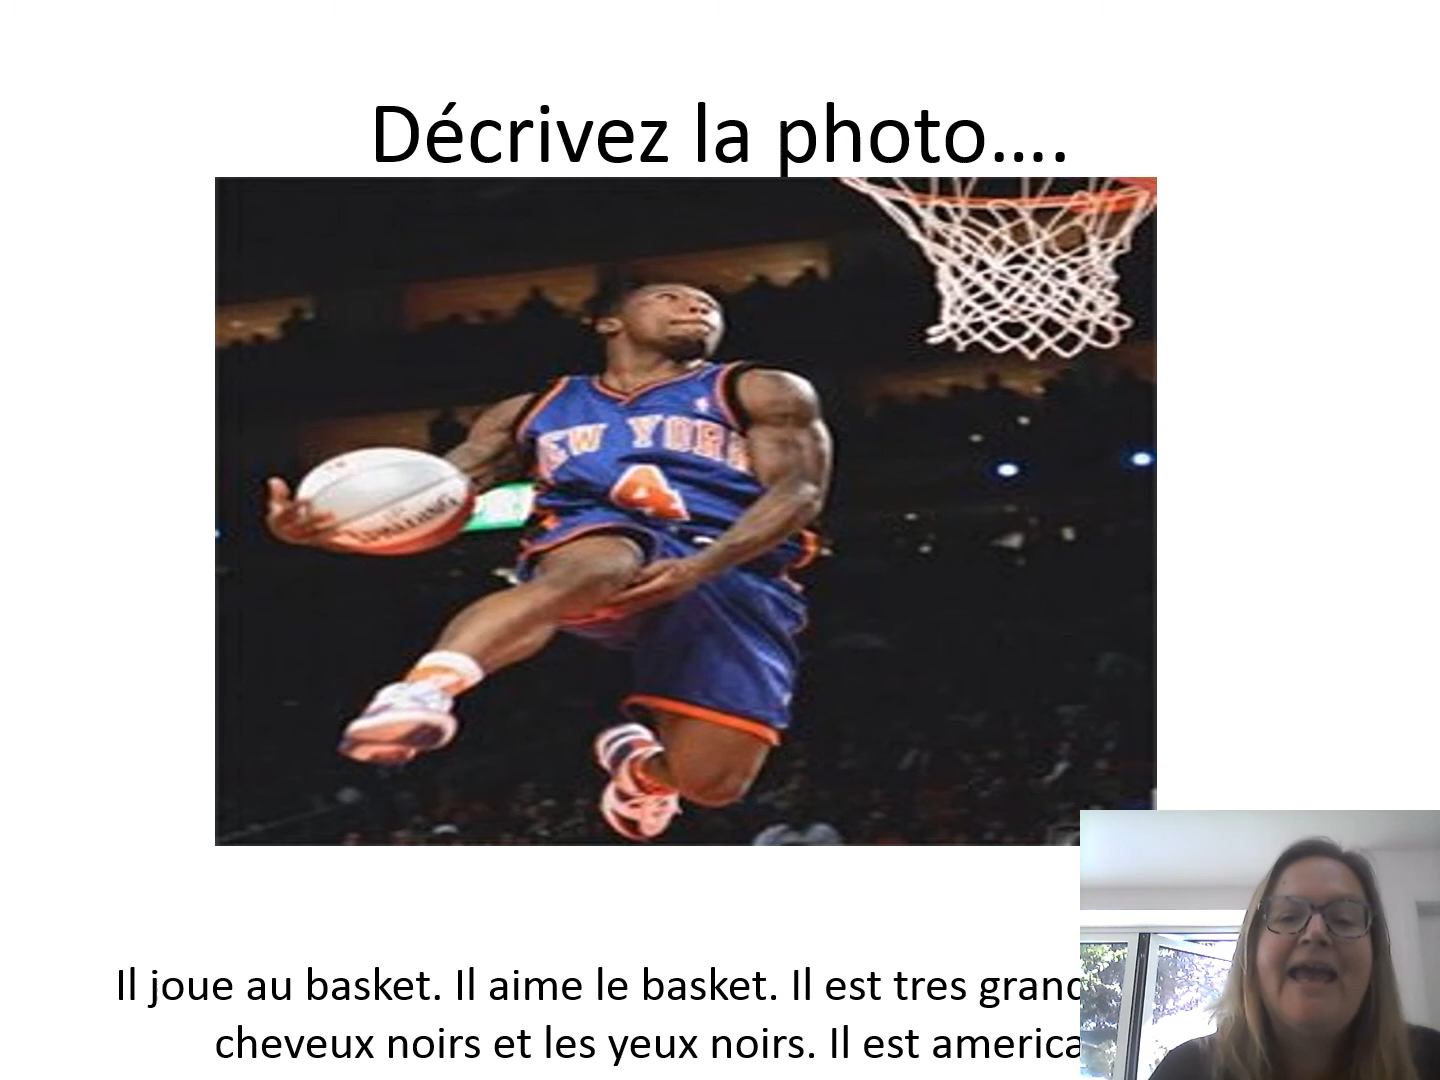 Décrivez la photo….
EW YORK
4
SPALDING
Il joue au basket. Il aime le basket. Il est tres grand
cheveux noirs et les yeux noirs. Il est america